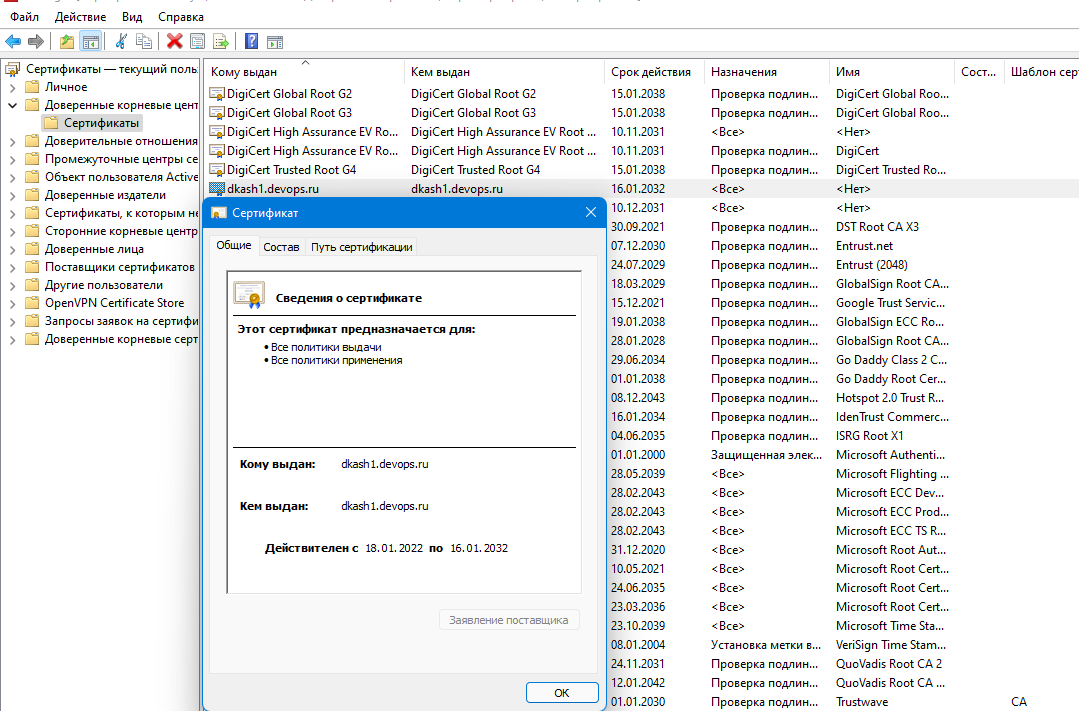 Файл Действие Вид Справка
Сертификаты — текущий поль
Личное
Доверенные корневые цент
Сертификаты
Доверительные отношения
Промежуточные центры се
Объект пользователя Active
Доверенные издатели
Сертификаты, к которым не
Сторонние корневые центр
Доверенные лица
Поставщики сертификатов
Другие пользователи
OpenVPN Certificate Store
Запросы заявок на сертифи
Доверенные корневые серт
Кому выдан Кем выдан Срок действия Назначения Имя Сост... Шаблон серт
DigiCert Global Root G2 DigiCert Global Root G2 15.01.2038 Проверка подлин... DigiCert Global Roo...
DigiCert Global Root G3 DigiCert Global Root G3 15.01.2038 Проверка подлин... DigiCert Global Roo...
DigiCert High Assurance EV Ro... DigiCert High Assurance EV Root ... 10.11.2031 <Все> <Нет>
DigiCert High Assurance EV Ro... DigiCert High Assurance EV Root ... 10.11.2031 Проверка подлин... DigiCert
DigiCert Trusted Root G4 DigiCert Trusted Root G4 15.01.2038 Проверка подлин... DigiCert Trusted Ro...
dkash1.devops.ru dkash1.devops.ru 16.01.2032 <Все> <Нет>
10.12.2031 <Все> <Нет>
30.09.2021 Проверка подлин... DST Root CA X3
07.12.2030 Проверка подлин... Entrust.net
24.07.2029 Проверка подлин... Entrust (2048)
18.03.2029 Проверка подлин... GlobalSign Root CA...
15.12.2021 Проверка подлин... Google Trust Servic...
19.01.2038 Проверка подлин... GlobalSign ECC Ro...
28.01.2028 Проверка подлин... GlobalSign Root CA...
29.06.2034 Проверка подлин... Go Daddy Class 2 C...
01.01.2038 Проверка подлин... Go Daddy Root Cer...
08.12.2043 Проверка подлин... Hotspot 2.0 Trust R...
16.01.2034 Проверка подлин... IdenTrust Commerc...
04.06.2035 Проверка подлин... ISRG Root X1
01.01.2000 Защищенная элек... Microsoft Authenti...
28.05.2039 <Все> Microsoft Flighting ...
28.02.2043 <Все> Microsoft ECC Dev...
28.02.2043 <Все> Microsoft ECC Prod...
28.02.2043 <Все> Microsoft ECC TS R...
31.12.2020 <Все> Microsoft Root Aut...
10.05.2021 <Все> Microsoft Root Cert...
24.06.2035 <Все> Microsoft Root Cert...
23.03.2036 <Все> Microsoft Root Cert...
23.10.2039 <Все> Microsoft Time Sta...
08.01.2004 Установка метки в... VeriSign Time Stam...
24.11.2031 Проверка подлин... QuoVadis Root CA 2
12.01.2042 Проверка подлин... QuoVadis Root CA ...
01.01.2030 Проверка подлин... Trustwave CA
Сертификат
Общие Состав Путь сертификации
Сведения о сертификате
Этот сертификат предназначается для:
• Все политики выдачи
• Все политики применения
Кому выдан: dkash1.devops.ru
Кем выдан: dkash1.devops.ru
Действителен с 18.01.2022 по 16.01.2032
Заявление поставщика
ОК